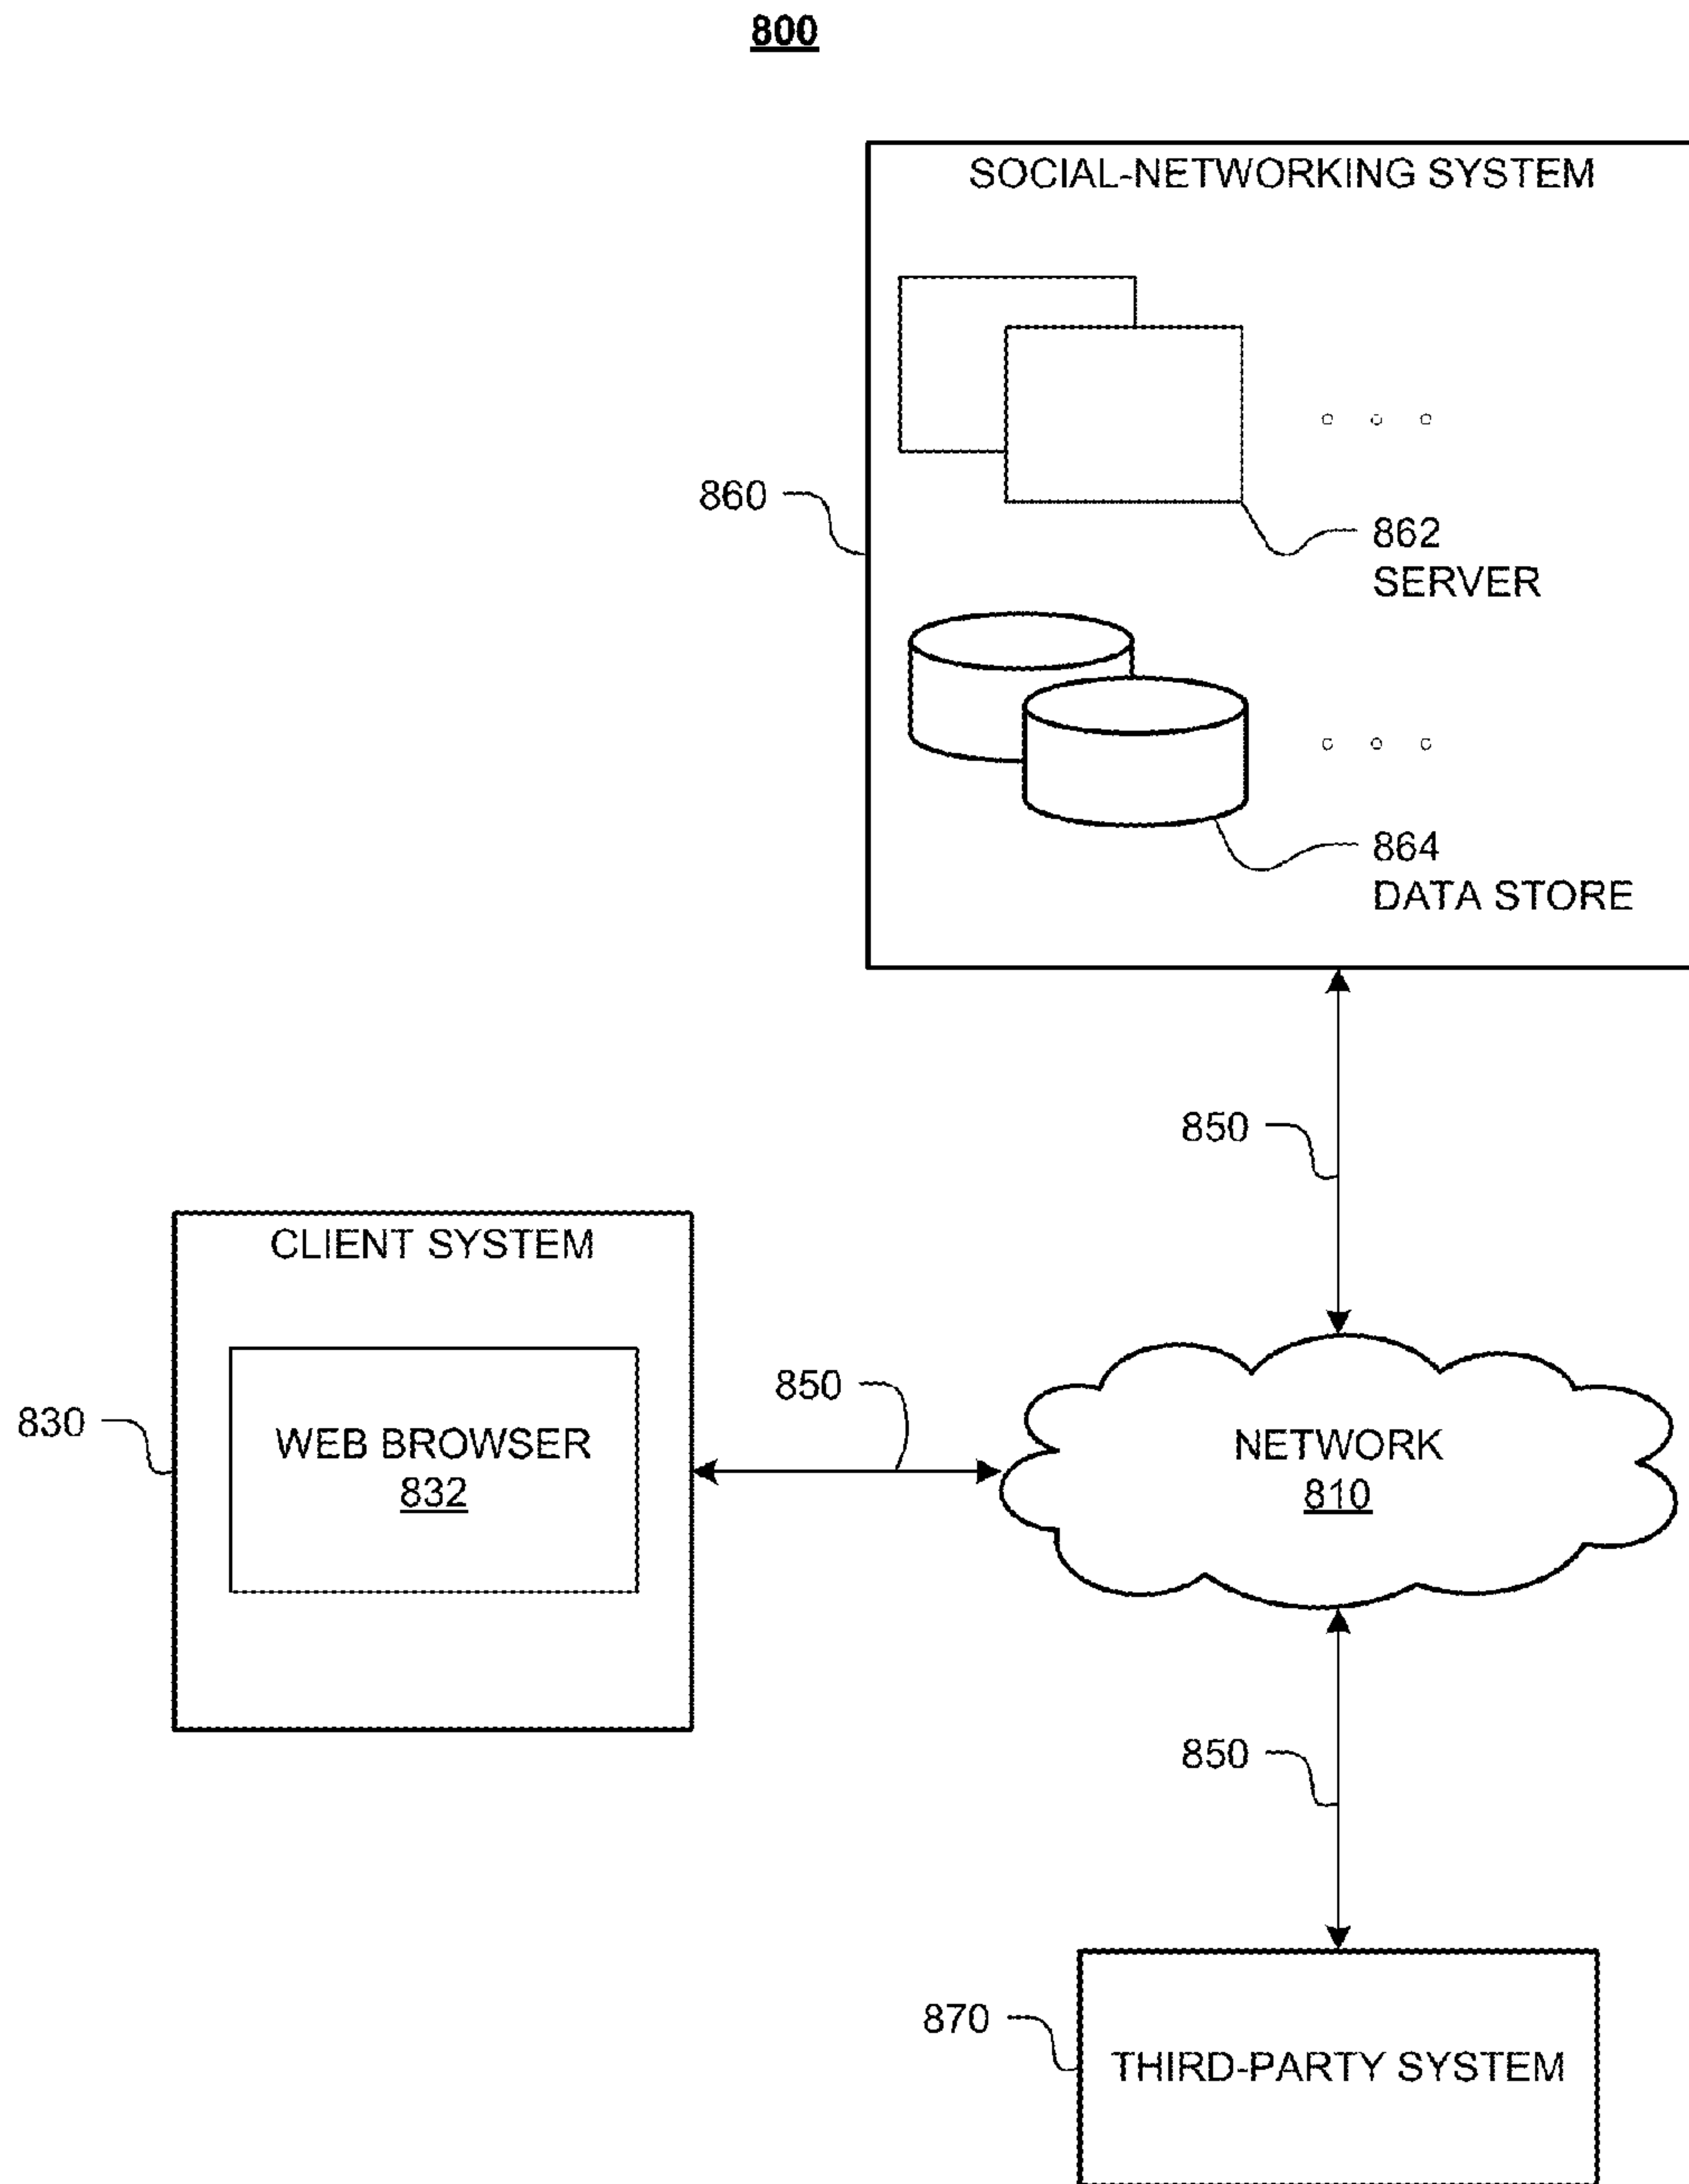 800
SOCIAL-NETWORKING SYSTEM
860
862
SERVER
864
DATA STORE
850
CLIENT SYSTEM
830
WEB BROWSER
832
850
NETWORK
810
850
870
THIRD-PARTY SYSTEM